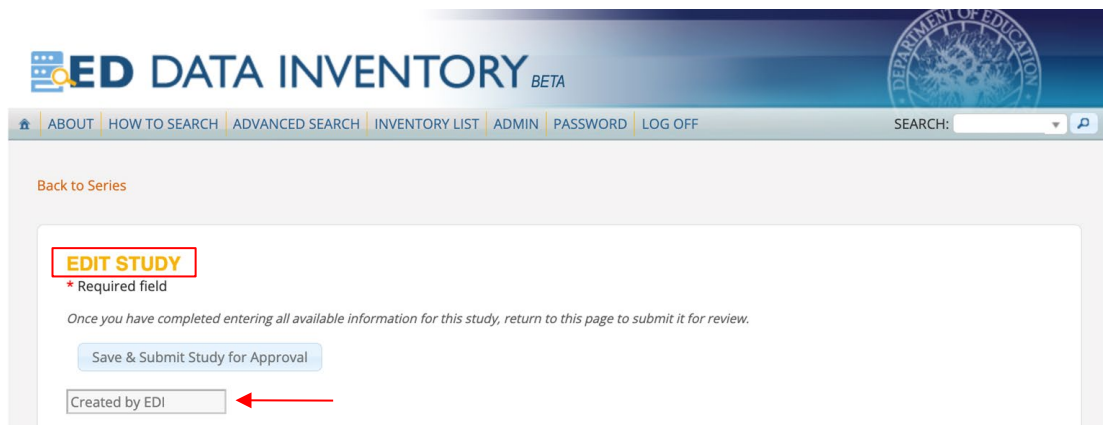 DEPARTMENT OF EDUCATION
ED DATA INVENTORY BETA
ABOUT HOW TO SEARCH ADVANCED SEARCH INVENTORY LIST ADMIN PASSWORD LOG OFF SEARCH:
Back to Series
EDIT STUDY
* Required field
Once you have completed entering all available information for this study, return to this page to submit it for review.
Save & Submit Study for Approval
Created by EDI